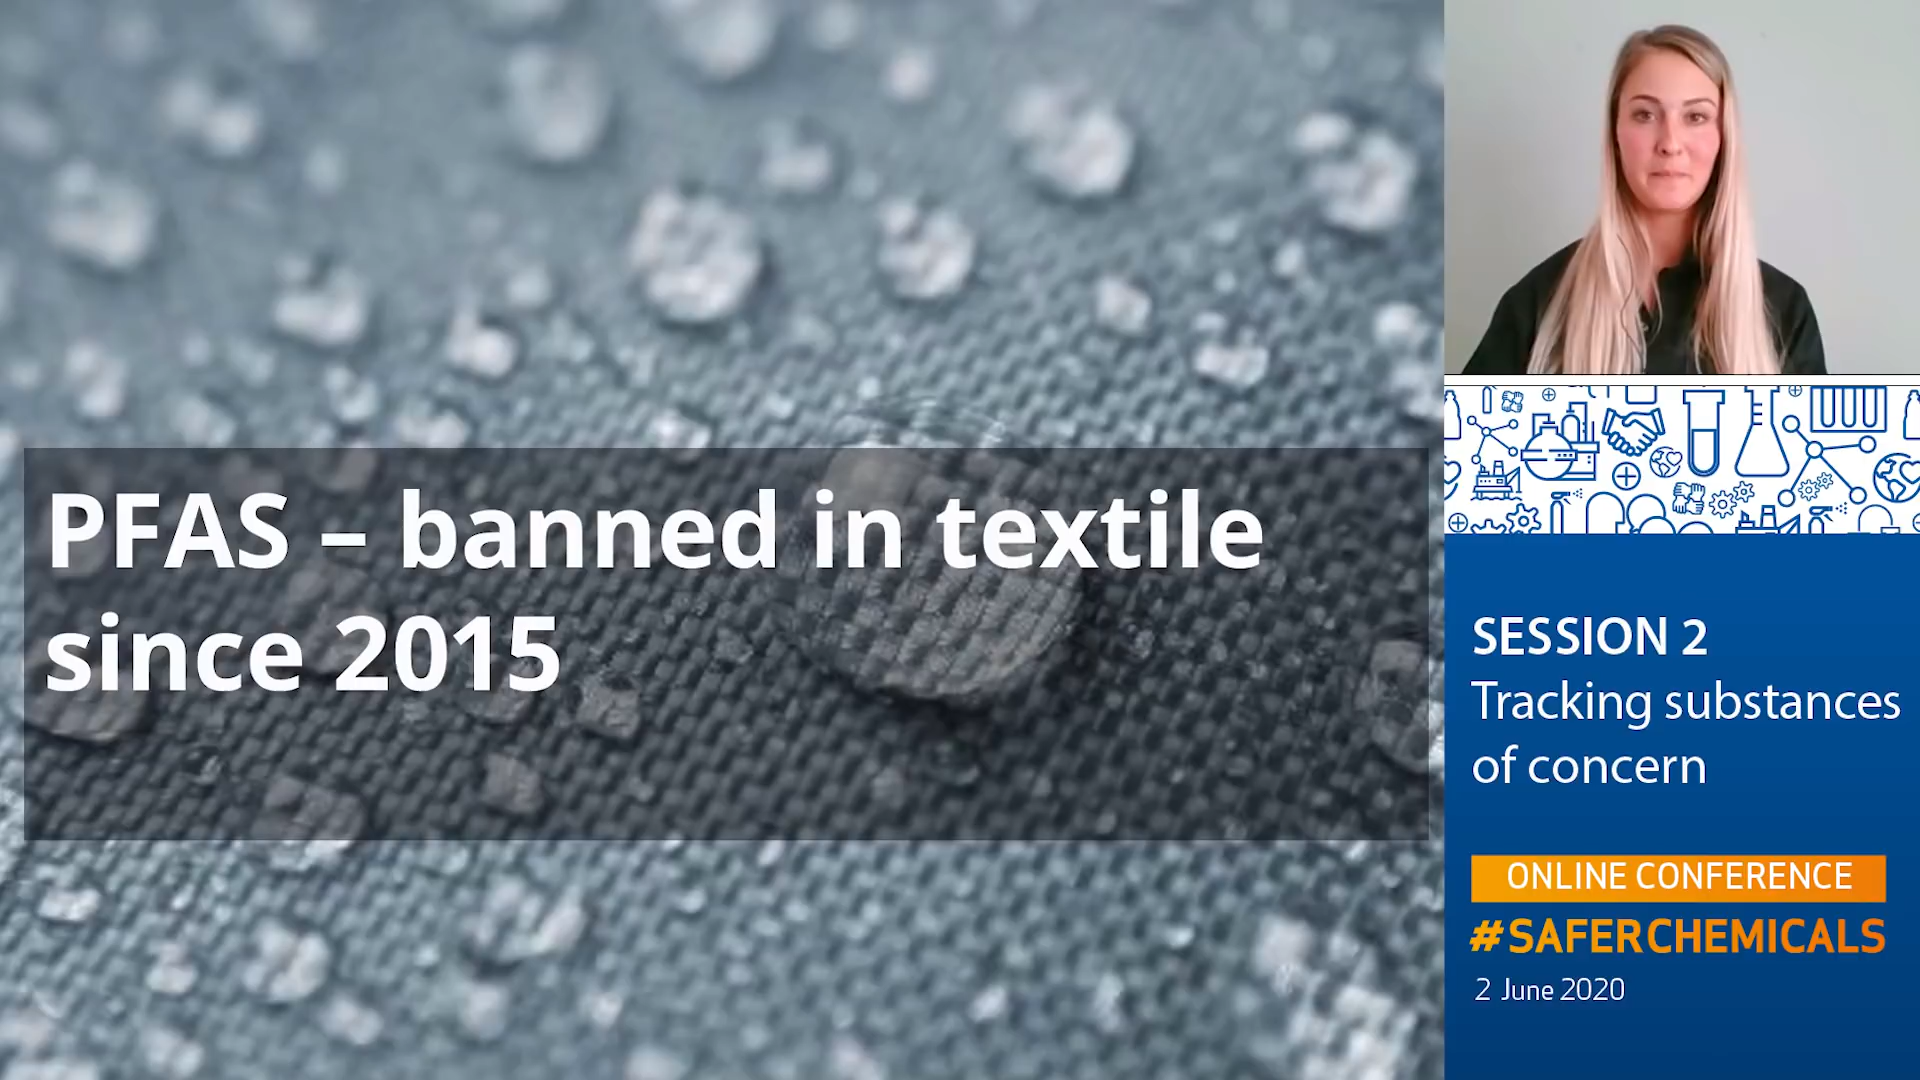 PFAS – banned in textile
since 2015
SESSION 2
Tracking substances
of concern
ONLINE CONFERENCE
#SAFERCHEMICALS
2 June 2020